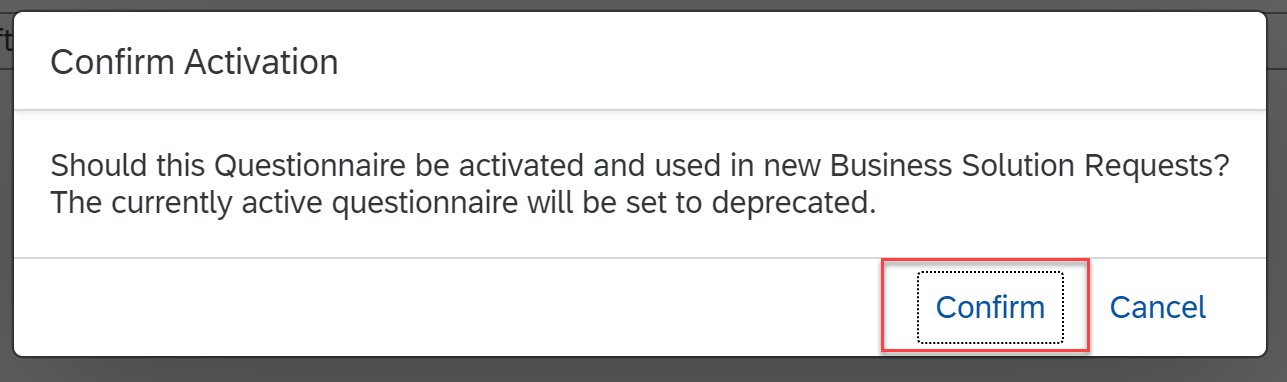 Confirm Activation
Should this Questionnaire be activated and used in new Business Solution Requests?
The currently active questionnaire will be set to deprecated.
Confirm Cancel